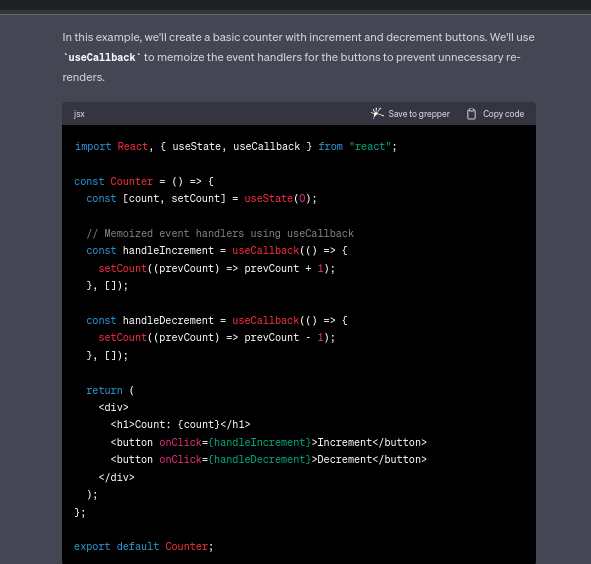 In this example, we'll create a basic counter with increment and decrement buttons. We'll use
`useCallback` to memoize the event handlers for the buttons to prevent unnecessary re-
renders.
jsx Save to grepper Copy code
import React, { useState, useCallback } from "react";
const Counter = () => {
  const [count, setCount] = useState(0);
  // Memoized event handlers using useCallback
  const handleIncrement = useCallback(() => {
    setCount((prevCount) => prevCount + 1);
  }, []);
  const handleDecrement = useCallback(() => {
    setCount((prevCount) => prevCount - 1);
  }, []);
  return (
    <div>
      <h1>Count: {count}</h1>
      <button onClick={handleIncrement}>Increment</button>
      <button onClick={handleDecrement}>Decrement</button>
    </div>
  );
};
export default Counter;